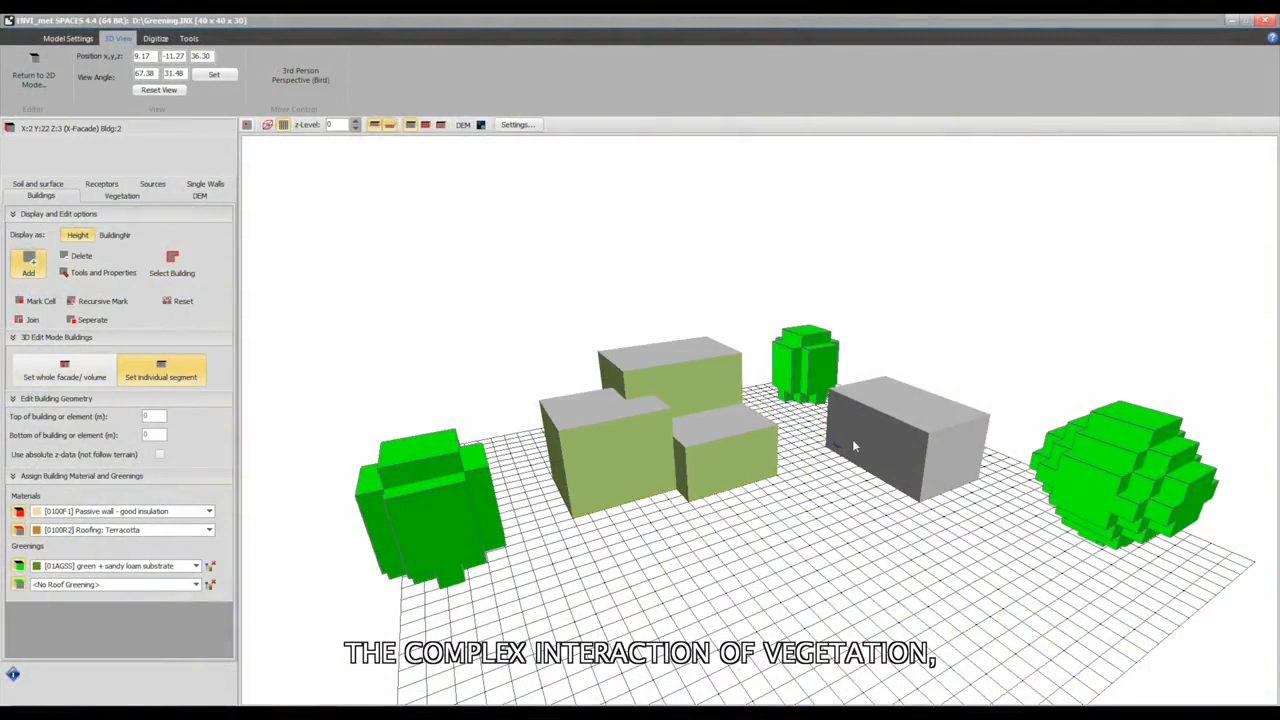 ENVI_met SPACES 4.4 (64 Bit): D:\Greening.INX [40 x 40 x 30]
Model Settings 3D View Digitize Tools
Position x,y,z: 9.17 -11.27 36.30
View Angle: 67.38 31.48 Set
Reset View
Return to 2D
Mode...
3rd Person
Perspective (Bird)
Editor View Move Control
X:2 Y:22 Z:3 (X-Facade) Bldg:2
z-Level: 0 DEM Settings...
Soil and surface Receptors Sources Single Walls
Buildings Vegetation DEM
Display and Edit options
Display as: Height BuildingNr
Add Delete
Tools and Properties Select Building
Mark Cell Recursive Mark Reset
Join Seperate
3D Edit Mode Buildings
Set whole facade/ volume Set individual segment
Edit Building Geometry
Top of building or element (m): 0
Bottom of building or element (m): 0
Use absolute z-data (not follow terrain)
Assign Building Material and Greenings
Materials
[0100F1] Passive wall - good insulation
[0100R2] Roofing: Terracotta
Greenings
[01AGSS] green + sandy loam substrate
<No Roof Greening>
THE COMPLEX INTERACTION OF VEGETATION,